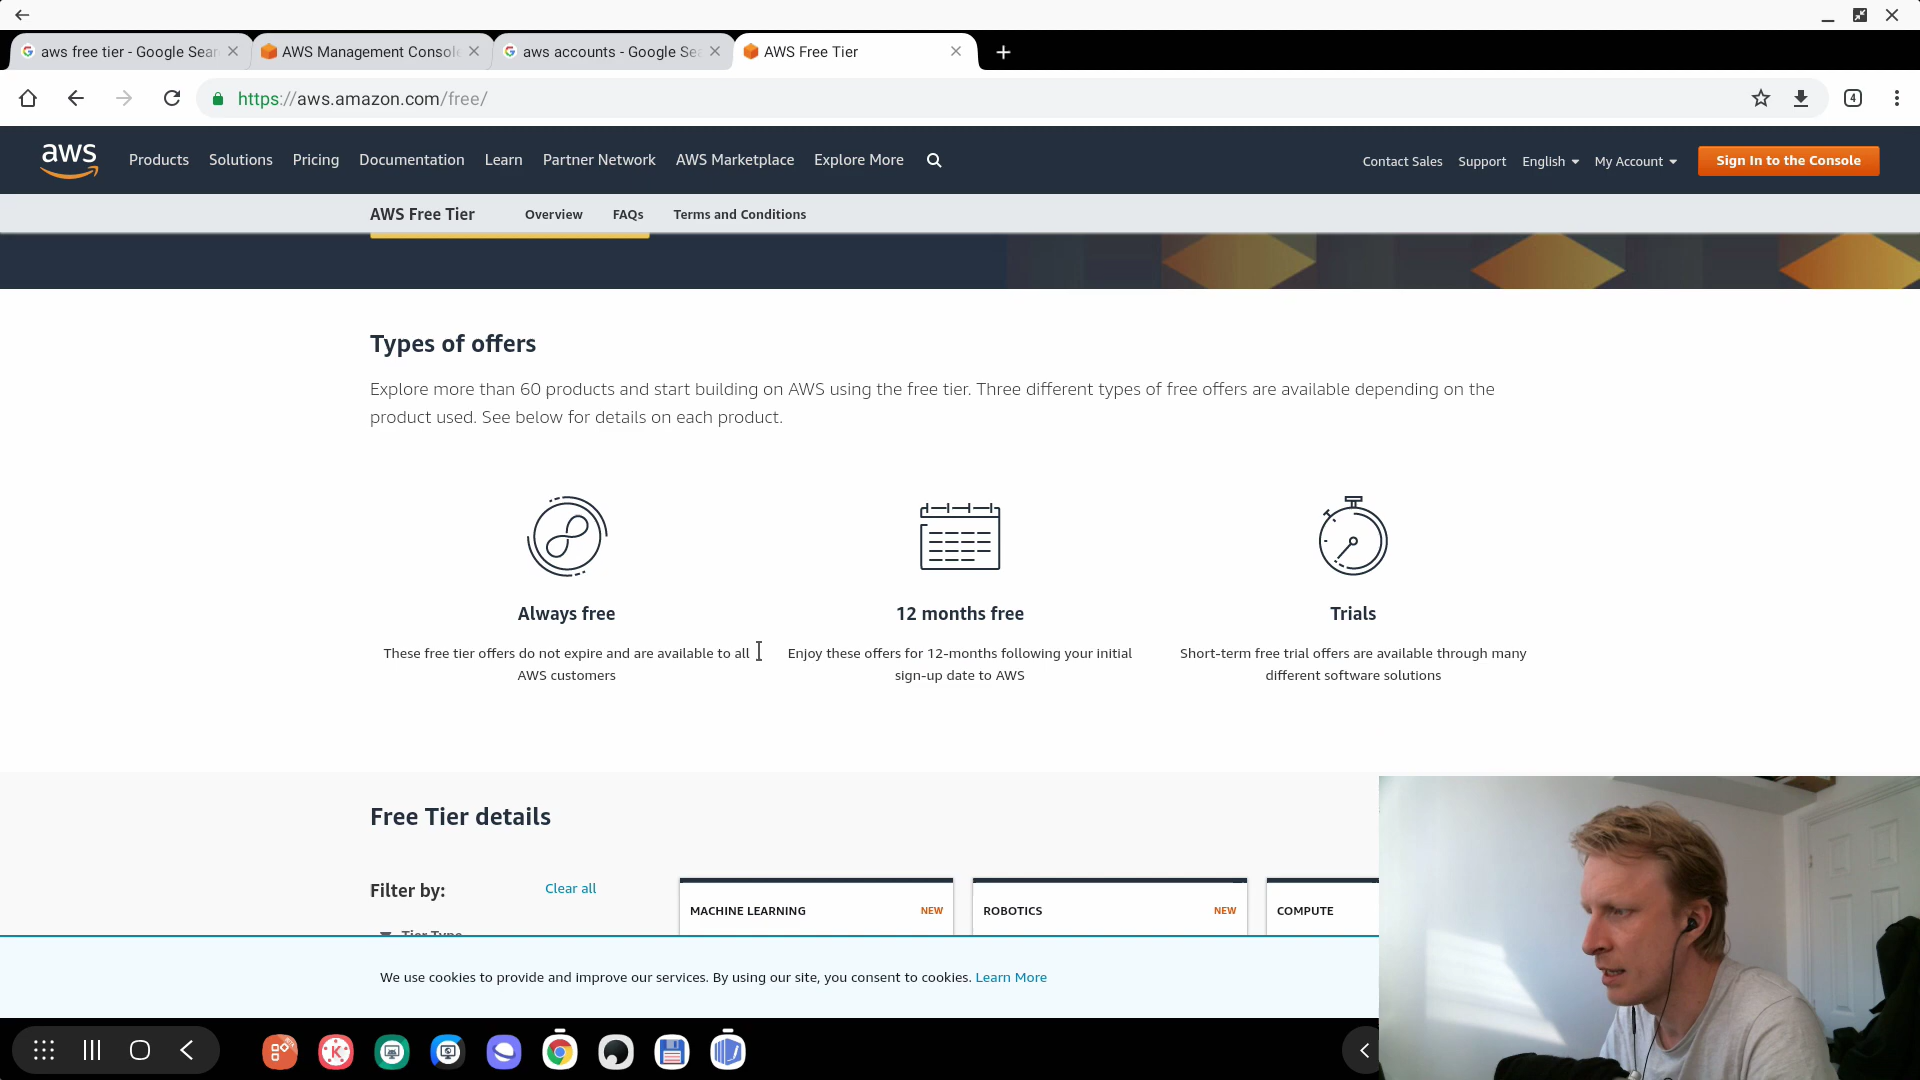 aws free tier - Google Sear
AWS Management Console
aws accounts - Google Sea
AWS Free Tier
https://aws.amazon.com/free/
4
aws
Products
Solutions
Pricing
Documentation
Learn
Partner Network
AWS Marketplace
Explore More
Contact Sales
Support
English
My Account
Sign In to the Console
AWS Free Tier
Overview
FAQs
Terms and Conditions
Types of offers
Explore more than 60 products and start building on AWS using the free tier. Three different types of free offers are available depending on the
product used. See below for details on each product.
Always free
These free tier offers do not expire and are available to all
AWS customers
12 months free
Enjoy these offers for 12-months following your initial
sign-up date to AWS
Trials
Short-term free trial offers are available through many
different software solutions
Free Tier details
Filter by:
Clear all
Tier Type
MACHINE LEARNING
NEW
ROBOTICS
NEW
COMPUTE
We use cookies to provide and improve our services. By using our site, you consent to cookies. Learn More
K